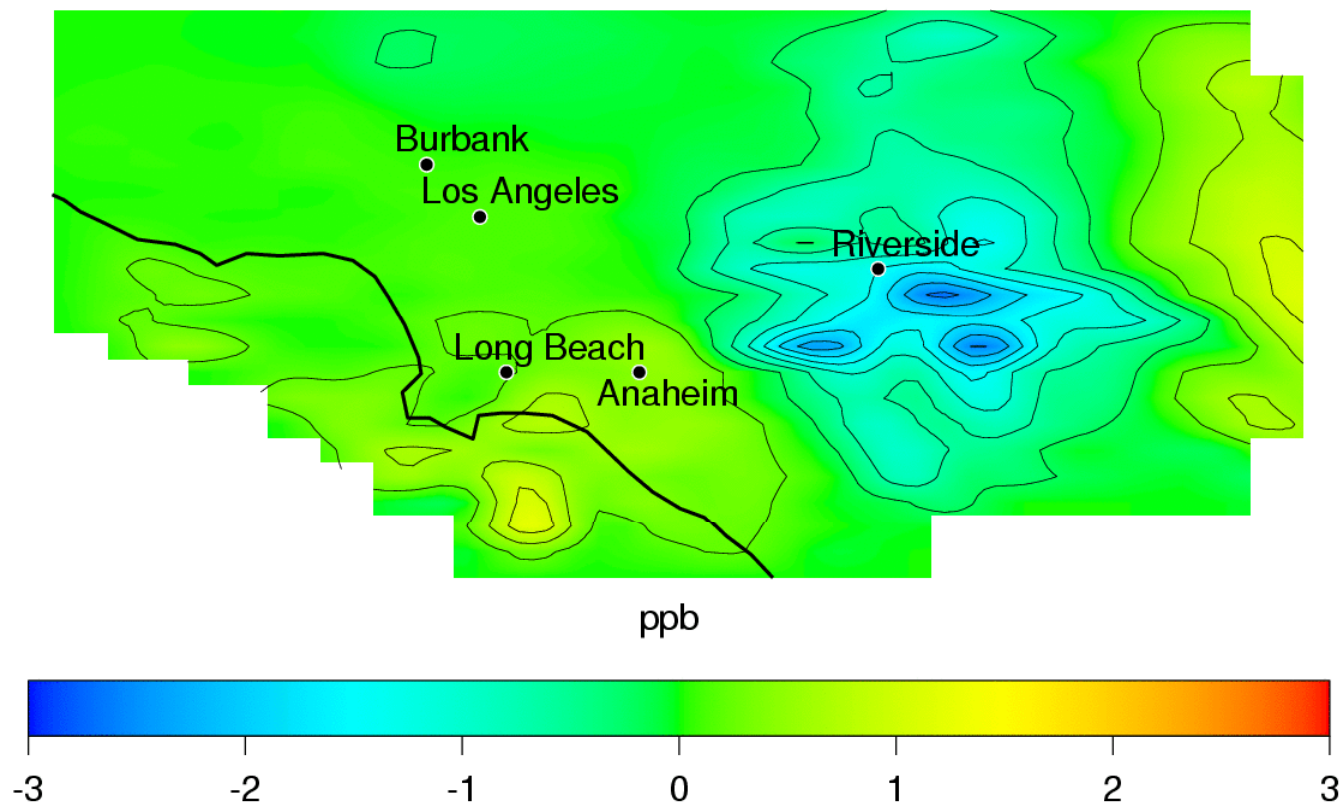 Burbank
Los Angeles
Riverside
Long Beach
Anaheim
ppb
-3 -2 -1 0 1 2 3